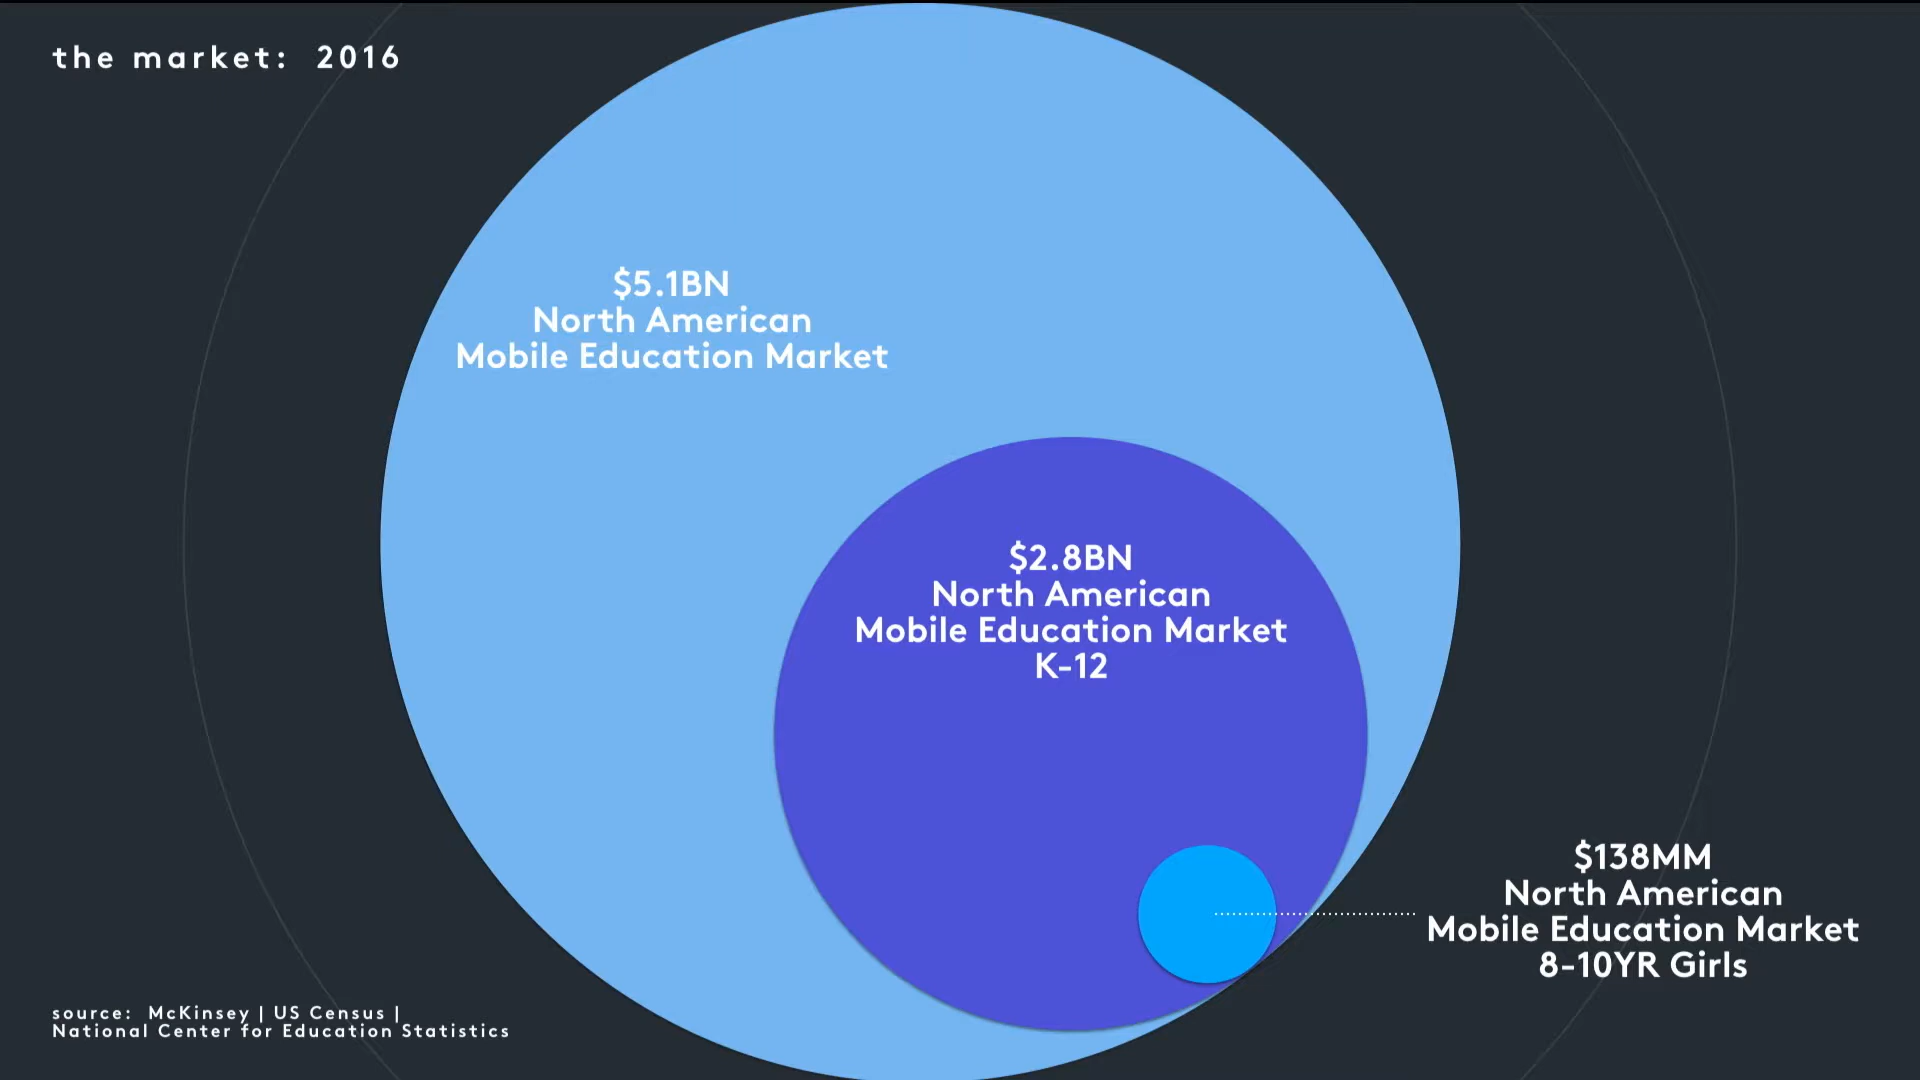 the market: 2016
$5.1BN
North American
Mobile Education Market
$2.8BN
North American
Mobile Education Market
K-12
$138MM
North American
Mobile Education Market
8-10YR Girls
source: McKinsey | US Census |
National Center for Education Statistics